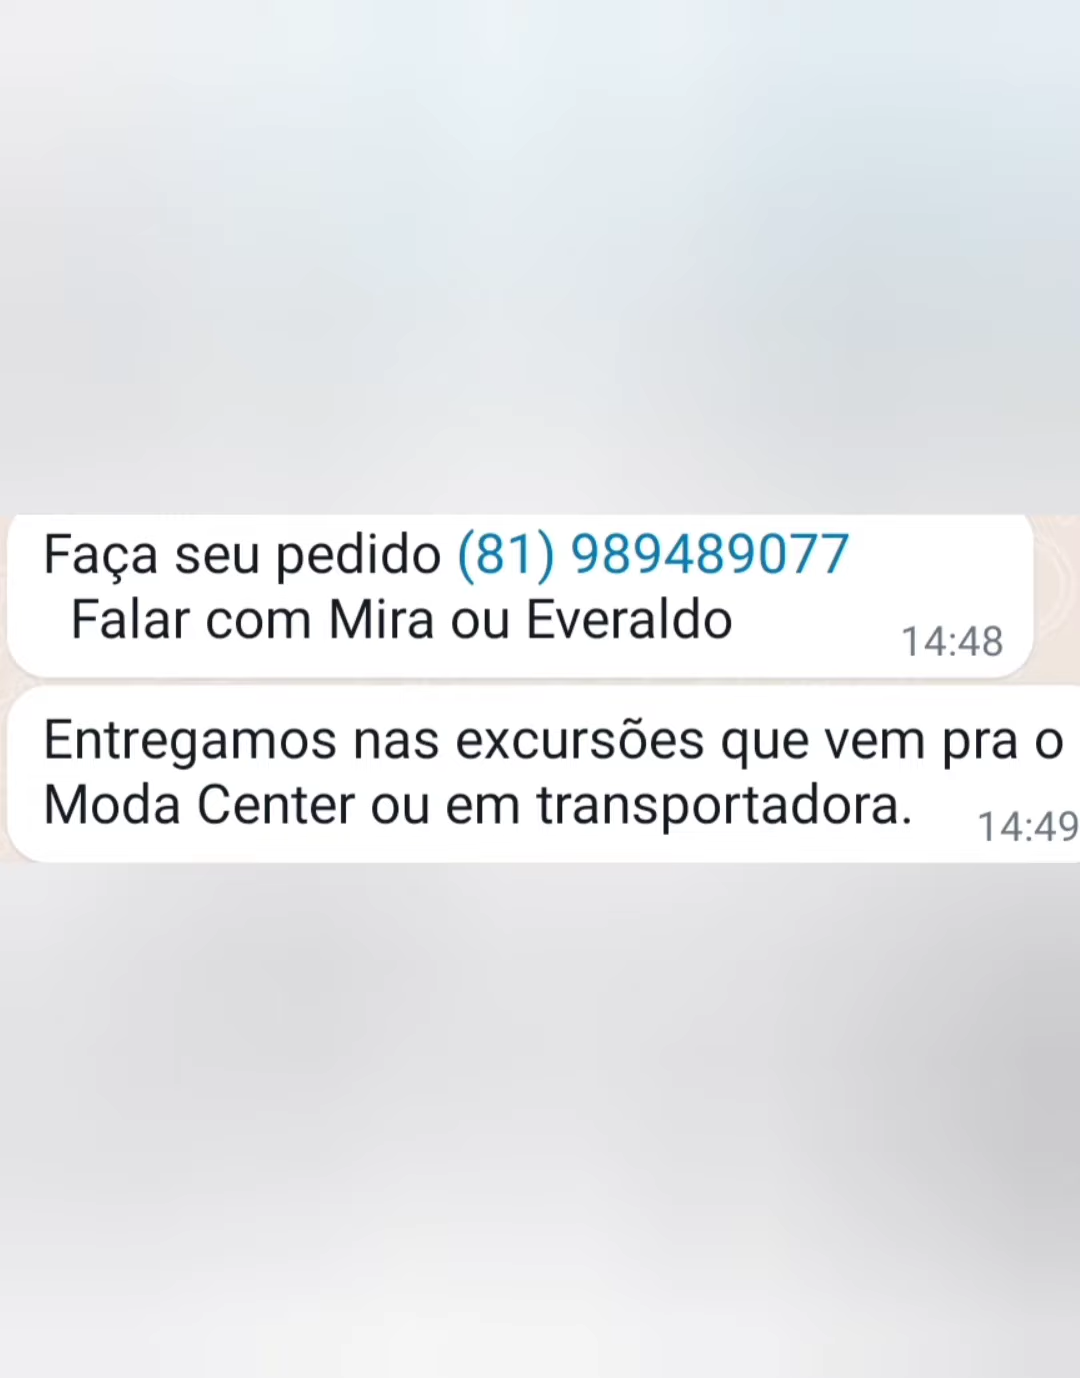 Faça seu pedido (81) 989489077
Falar com Mira ou Everaldo
14:48
Entregamos nas excursões que vem pra o
Moda Center ou em transportadora.
14:49